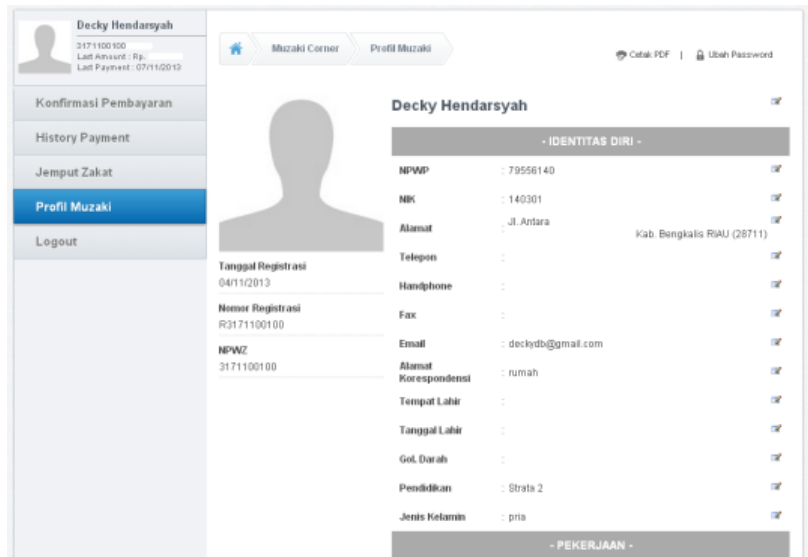 Decky Hendarsyah
3171100100
Last Amount : Rp.
Last Payment : 07/11/2013
Konfirmasi Pembayaran
History Payment
Jemput Zakat
Profil Muzaki
Logout
Muzaki Corner
Profil Muzaki
Cetak PDF | Ubah Password
Tanggal Registrasi
04/11/2013
Nomor Registrasi
R3171100100
NPWZ
3171100100
Decky Hendarsyah
- IDENTITAS DIRI -
NPWP : 79556140
NIK : 140301
Alamat : Jl. Antara
Kab. Bengkalis RIAU (28711)
Telepon :
Handphone :
Fax :
Email : deckydb@gmail.com
Alamat
Korespondensi : rumah
Tempat Lahir :
Tanggal Lahir :
Gol. Darah :
Pendidikan : Strata 2
Jenis Kelamin : pria
- PEKERJAAN -